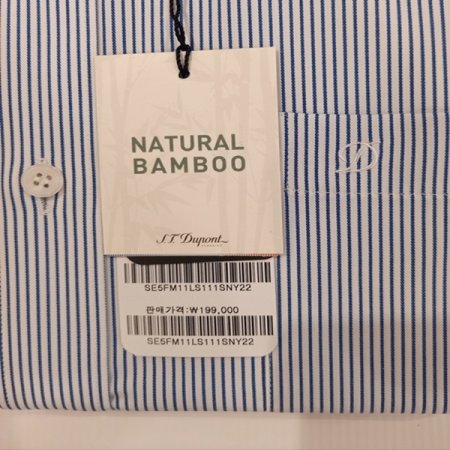 NATURAL
BAMBOO
D
S.T. Dupont
SE5FM11LS111SNY22
판매가격:₩199,000
SE5FM11LS111SNY22